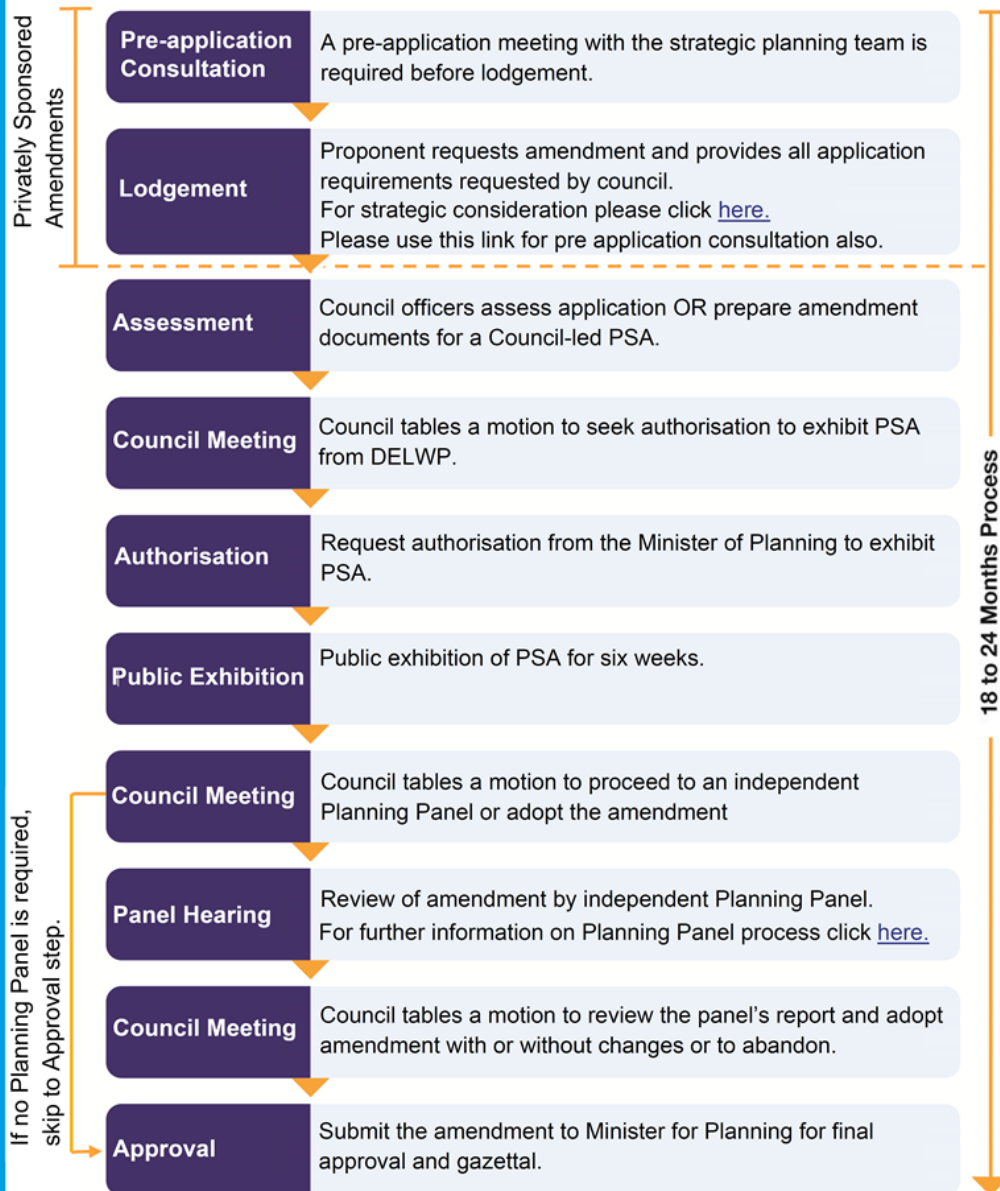 Privately Sponsored
Amendments
Pre-application
Consultation
A pre-application meeting with the strategic planning team is
required before lodgement.
Lodgement
Proponent requests amendment and provides all application
requirements requested by council.
For strategic consideration please click here.
Please use this link for pre application consultation also.
Assessment
Council officers assess application OR prepare amendment
documents for a Council-led PSA.
Council Meeting
Council tables a motion to seek authorisation to exhibit PSA
from DELWP.
Authorisation
Request authorisation from the Minister of Planning to exhibit
PSA.
Public Exhibition
Public exhibition of PSA for six weeks.
Council Meeting
Council tables a motion to proceed to an independent
Planning Panel or adopt the amendment
Panel Hearing
Review of amendment by independent Planning Panel.
For further information on Planning Panel process click here.
Council Meeting
Council tables a motion to review the panel's report and adopt
amendment with or without changes or to abandon.
Approval
Submit the amendment to Minister for Planning for final
approval and gazettal.
If no Planning Panel is required,
skip to Approval step.
18 to 24 Months Process